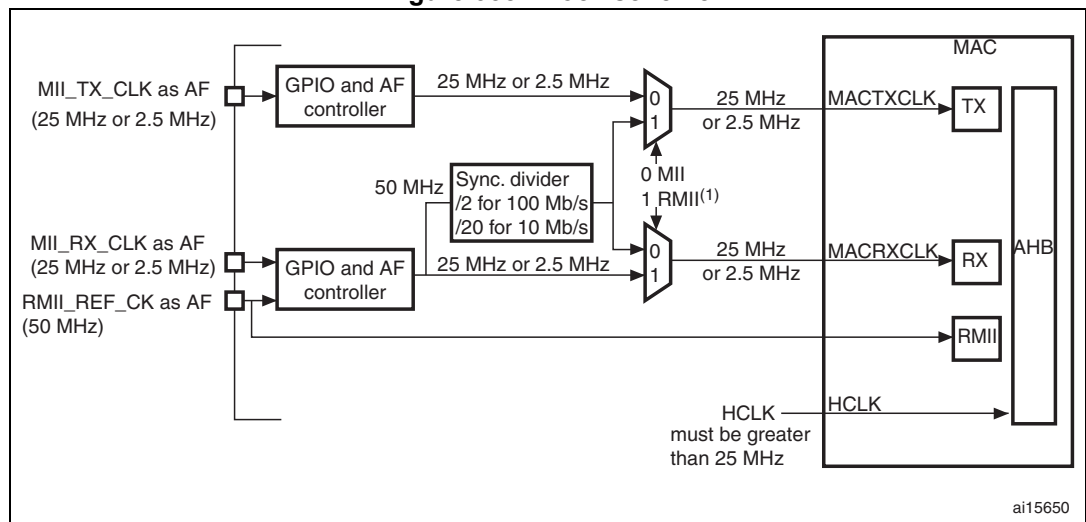 MAC
MII_TX_CLK as AF
(25 MHz or 2.5 MHz)
GPIO and AF
controller
25 MHz or 2.5 MHz
0
1
25 MHz
or 2.5 MHz
MACTXCLK
TX
50 MHz
Sync. divider
/2 for 100 Mb/s
/20 for 10 Mb/s
0 MII
1 RMII(1)
MII_RX_CLK as AF
(25 MHz or 2.5 MHz)
RMII_REF_CK as AF
(50 MHz)
GPIO and AF
controller
25 MHz or 2.5 MHz
0
1
25 MHz
or 2.5 MHz
MACRXCLK
RX
AHB
RMII
HCLK
must be greater
than 25 MHz
HCLK
ai15650